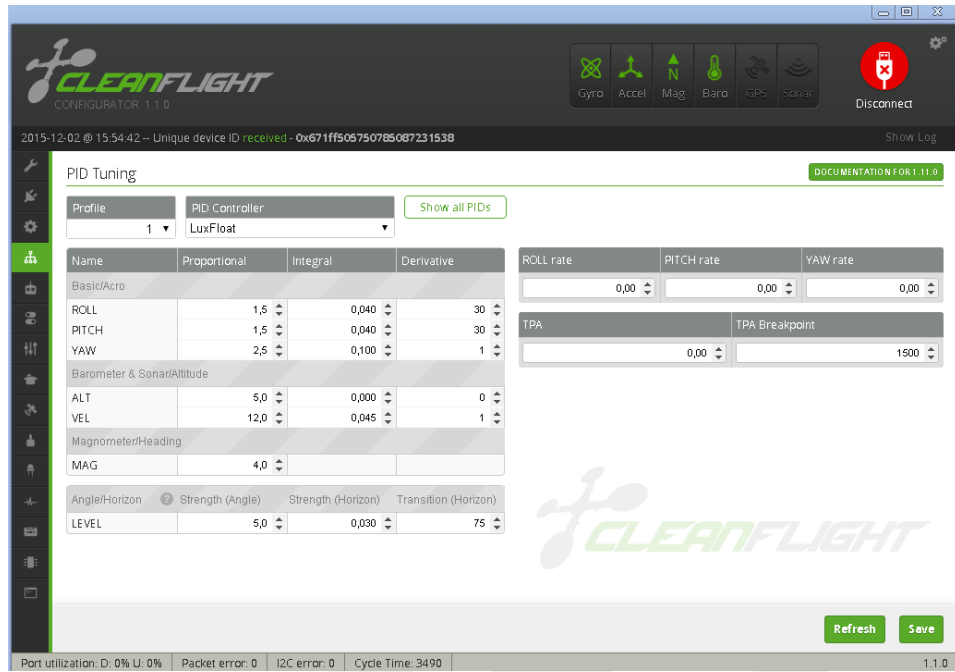 CLEANFLIGHT
CONFIGURATOR 1.1.0
Gyro Accel Mag Baro GPS Sonar
N
Disconnect
2015-12-02 @ 15:54:42 -- Unique device ID received - 0x671ff505750785087231538
Show Log
PID Tuning
DOCUMENTATION FOR 1.11.0
Profile PID Controller Show all PIDs
1 LuxFloat
Name Proportional Integral Derivative
Basic/Acro
ROLL 1,5 0,040 30
PITCH 1,5 0,040 30
YAW 2,5 0,100 1
Barometer & Sonar/Altitude
ALT 5,0 0,000 0
VEL 12,0 0,045 1
Magnometer/Heading
MAG 4,0
Angle/Horizon ? Strength (Angle) Strength (Horizon) Transition (Horizon)
LEVEL 5,0 0,030 75
ROLL rate PITCH rate YAW rate
0,00 0,00 0,00
TPA TPA Breakpoint
0,00 1500
CLEANFLIGHT
Refresh Save
Port utilization: D: 0% U: 0% Packet error: 0 I2C error: 0 Cycle Time: 3490 1.1.0